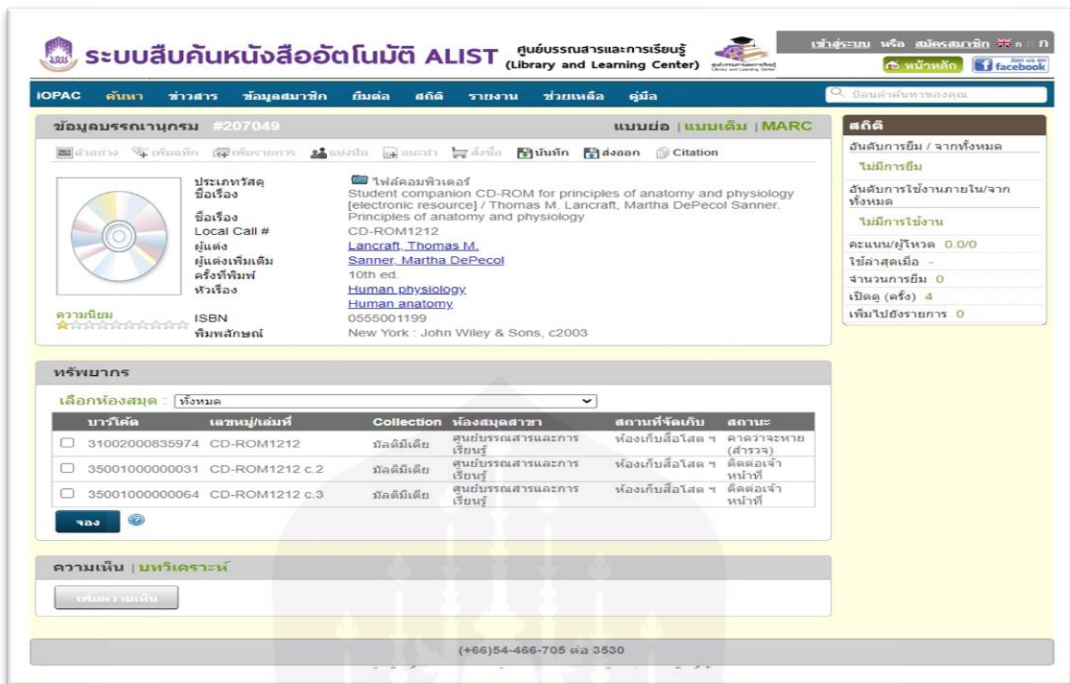 ระบบสืบค้นหนังสืออัตโนมัติ ALIST ศูนย์บรรณสารและการเรียนรู้
(Library and Learning Center)
เข้าสู่ระบบ หรือ สมัครสมาชิก ก ก ก
หน้าหลัก Join us on facebook
iOPAC ค้นหา ข่าวสาร ข้อมูลสมาชิก ยืมต่อ สถิติ รายงาน ช่วยเหลือ คู่มือ ป้อนคำค้นหาของคุณ
ข้อมูลบรรณานุกรม #207049 แบบย่อ | แบบเต็ม | MARC
ตัวอย่าง เพิ่มแท็ก เพิ่มรายการ แบ่งปัน แนะนำ สั่งซื้อ บันทึก ส่งออก Citation
ประเภทวัสดุ ไฟล์คอมพิวเตอร์
ชื่อเรื่อง Student companion CD-ROM for principles of anatomy and physiology
[electronic resource] / Thomas M. Lancraft, Martha DePecol Sanner.
ชื่อเรื่อง Principles of anatomy and physiology
Local Call # CD-ROM1212
ผู้แต่ง Lancraft, Thomas M.
ผู้แต่งเพิ่มเติม Sanner, Martha DePecol
ครั้งที่พิมพ์ 10th ed.
หัวเรื่อง Human physiology
Human anatomy
ความนิยม
ISBN 0555001199
พิมพลักษณ์ New York : John Wiley & Sons, c2003
สถิติ
อันดับการยืม / จากทั้งหมด
ไม่มีการยืม
อันดับการใช้งานภายใน/จาก
ทั้งหมด
ไม่มีการใช้งาน
คะแนน/ผู้โหวต 0.0/0
ใช้ล่าสุดเมื่อ -
จำนวนการยืม 0
เปิดดู (ครั้ง) 4
เพิ่มไปยังรายการ 0
ทรัพยากร
เลือกห้องสมุด : ทั้งหมด
บาร์โค้ด เลขหมู่/เล่มที่ Collection ห้องสมุดสาขา สถานที่จัดเก็บ สถานะ
31002000835974 CD-ROM1212 มัลติมีเดีย ศูนย์บรรณสารและการเรียนรู้ ห้องเก็บสื่อโสต ฯ คาดว่าจะหาย (สำรวจ)
35001000000031 CD-ROM1212 c.2 มัลติมีเดีย ศูนย์บรรณสารและการเรียนรู้ ห้องเก็บสื่อโสต ฯ ติดต่อเจ้าหน้าที่
35001000000064 CD-ROM1212 c.3 มัลติมีเดีย ศูนย์บรรณสารและการเรียนรู้ ห้องเก็บสื่อโสต ฯ ติดต่อเจ้าหน้าที่
จอง
ความเห็น | บทวิเคราะห์
เพิ่มความเห็น
(+66)54-466-705 ต่อ 3530